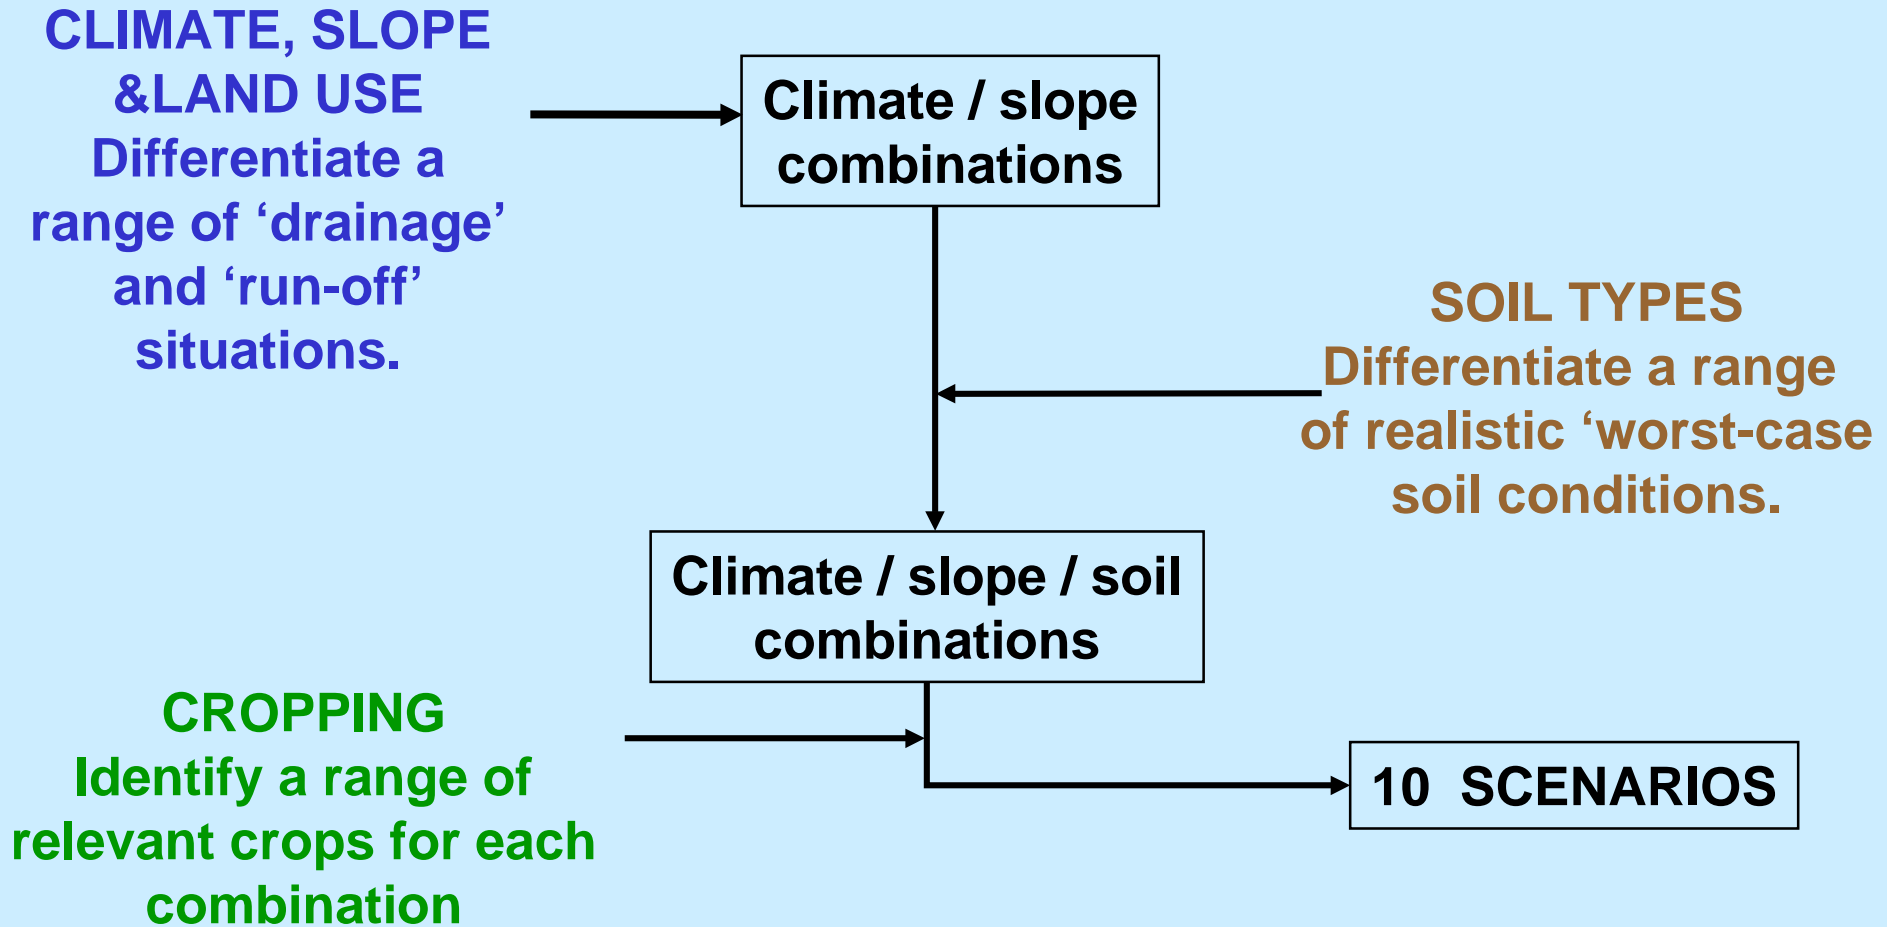 CLIMATE, SLOPE
&LAND USE
Differentiate a
range of ‘drainage’
and ‘run-off’
situations.
Climate / slope
combinations
SOIL TYPES
Differentiate a range
of realistic ‘worst-case
soil conditions.
Climate / slope / soil
combinations
CROPPING
Identify a range of
relevant crops for each
combination
10 SCENARIOS